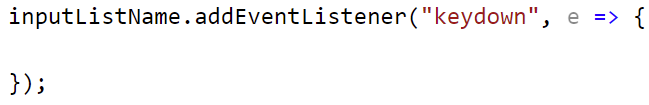 inputListName.addEventListener("keydown", e => {
});